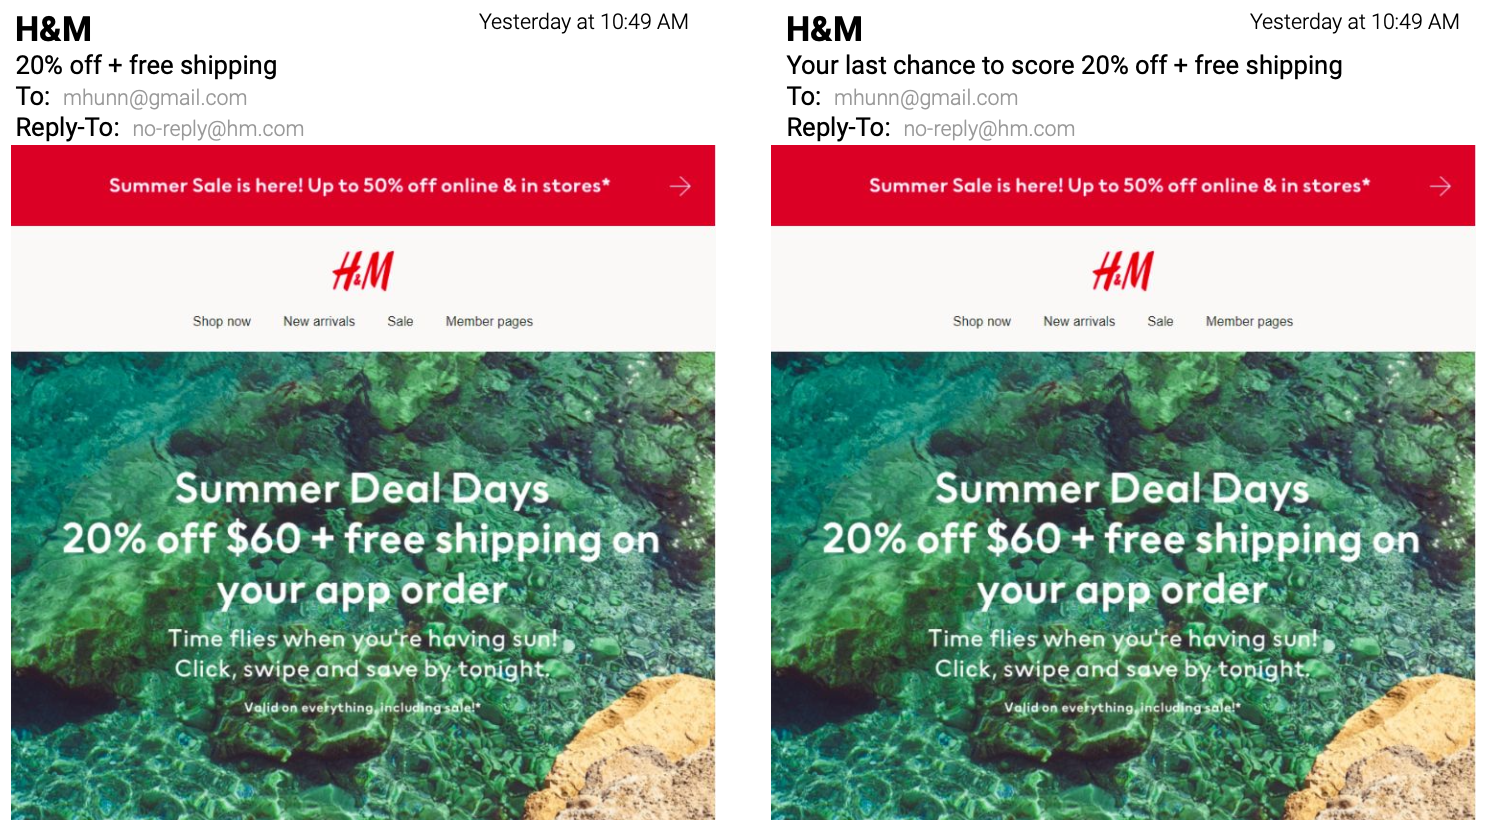 H&M
Yesterday at 10:49 AM
20% off + free shipping
To: mhunn@gmail.com
Reply-To: no-reply@hm.com
Summer Sale is here! Up to 50% off online & in stores*
H&M
Shop now New arrivals Sale Member pages
Summer Deal Days
20% off $60 + free shipping on
your app order
Time flies when you're having sun!
Click, swipe and save by tonight.
Valid on everything, including sale!*
H&M
Yesterday at 10:49 AM
Your last chance to score 20% off + free shipping
To: mhunn@gmail.com
Reply-To: no-reply@hm.com
Summer Sale is here! Up to 50% off online & in stores*
H&M
Shop now New arrivals Sale Member pages
Summer Deal Days
20% off $60 + free shipping on
your app order
Time flies when you're having sun!
Click, swipe and save by tonight.
Valid on everything, including sale!*